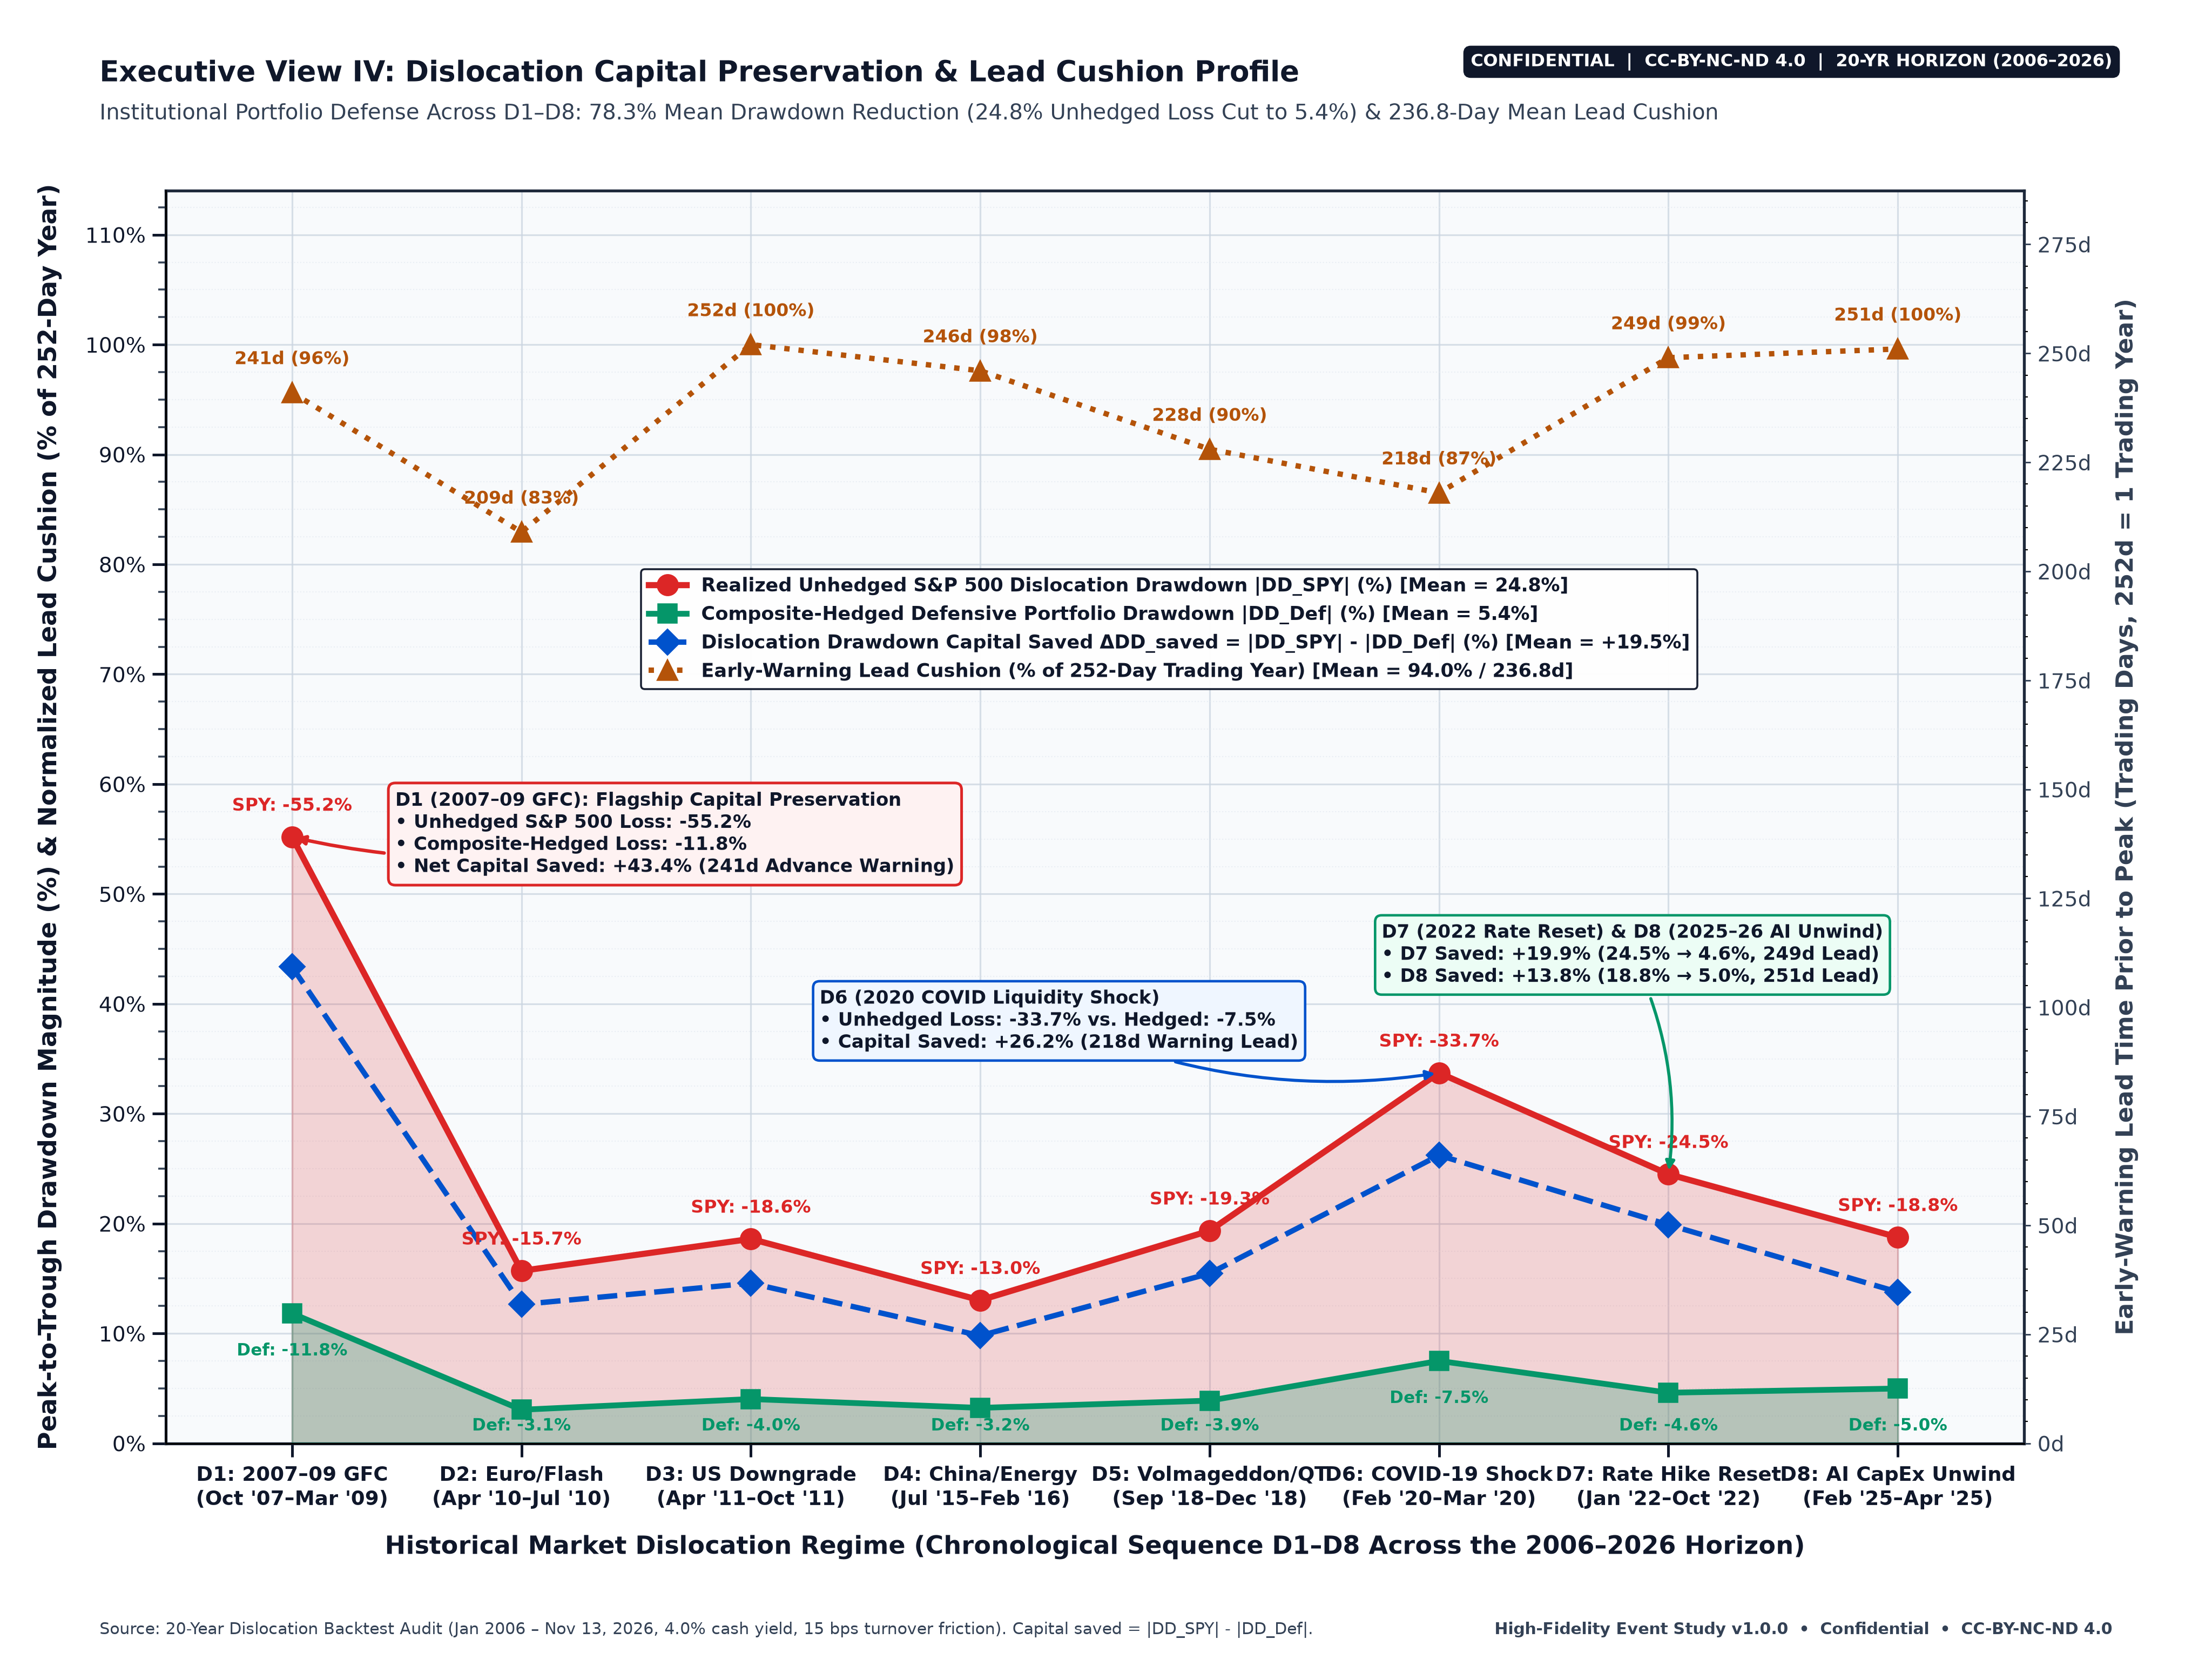 Executive View IV: Dislocation Capital Preservation & Lead Cushion Profile
CONFIDENTIAL | CC-BY-NC-ND 4.0 | 20-YR HORIZON (2006–2026)
Institutional Portfolio Defense Across D1–D8: 78.3% Mean Drawdown Reduction (24.8% Unhedged Loss Cut to 5.4%) & 236.8-Day Mean Lead Cushion
Peak-to-Trough Drawdown Magnitude (%) & Normalized Lead Cushion (% of 252-Day Year)
110%
100%
90%
80%
70%
60%
50%
40%
30%
20%
10%
0%
241d (96%)
209d (83%)
252d (100%)
246d (98%)
228d (90%)
218d (87%)
249d (99%)
251d (100%)
Realized Unhedged S&P 500 Dislocation Drawdown |DD_SPY| (%) [Mean = 24.8%]
Composite-Hedged Defensive Portfolio Drawdown |DD_Def| (%) [Mean = 5.4%]
Dislocation Drawdown Capital Saved ΔDD_saved = |DD_SPY| - |DD_Def| (%) [Mean = +19.5%]
Early-Warning Lead Cushion (% of 252-Day Trading Year) [Mean = 94.0% / 236.8d]
D1 (2007–09 GFC): Flagship Capital Preservation
• Unhedged S&P 500 Loss: -55.2%
• Composite-Hedged Loss: -11.8%
• Net Capital Saved: +43.4% (241d Advance Warning)
D7 (2022 Rate Reset) & D8 (2025–26 AI Unwind)
• D7 Saved: +19.9% (24.5% → 4.6%, 249d Lead)
• D8 Saved: +13.8% (18.8% → 5.0%, 251d Lead)
D6 (2020 COVID Liquidity Shock)
• Unhedged Loss: -33.7% vs. Hedged: -7.5%
• Capital Saved: +26.2% (218d Warning Lead)
SPY: -55.2%
SPY: -15.7%
SPY: -18.6%
SPY: -13.0%
SPY: -19.3%
SPY: -33.7%
SPY: -24.5%
SPY: -18.8%
Def: -11.8%
Def: -3.1%
Def: -4.0%
Def: -3.2%
Def: -3.9%
Def: -7.5%
Def: -4.6%
Def: -5.0%
275d
250d
225d
200d
175d
150d
125d
100d
75d
50d
25d
0d
Early-Warning Lead Time Prior to Peak (Trading Days, 252d = 1 Trading Year)
D1: 2007–09 GFC
(Oct '07–Mar '09)
D2: Euro/Flash
(Apr '10–Jul '10)
D3: US Downgrade
(Apr '11–Oct '11)
D4: China/Energy
(Jul '15–Feb '16)
D5: Volmageddon/QT
(Sep '18–Dec '18)
D6: COVID-19 Shock
(Feb '20–Mar '20)
D7: Rate Hike Reset
(Jan '22–Oct '22)
D8: AI CapEx Unwind
(Feb '25–Apr '25)
Historical Market Dislocation Regime (Chronological Sequence D1–D8 Across the 2006–2026 Horizon)
Source: 20-Year Dislocation Backtest Audit (Jan 2006 – Nov 13, 2026, 4.0% cash yield, 15 bps turnover friction). Capital saved = |DD_SPY| - |DD_Def|.
High-Fidelity Event Study v1.0.0 • Confidential • CC-BY-NC-ND 4.0